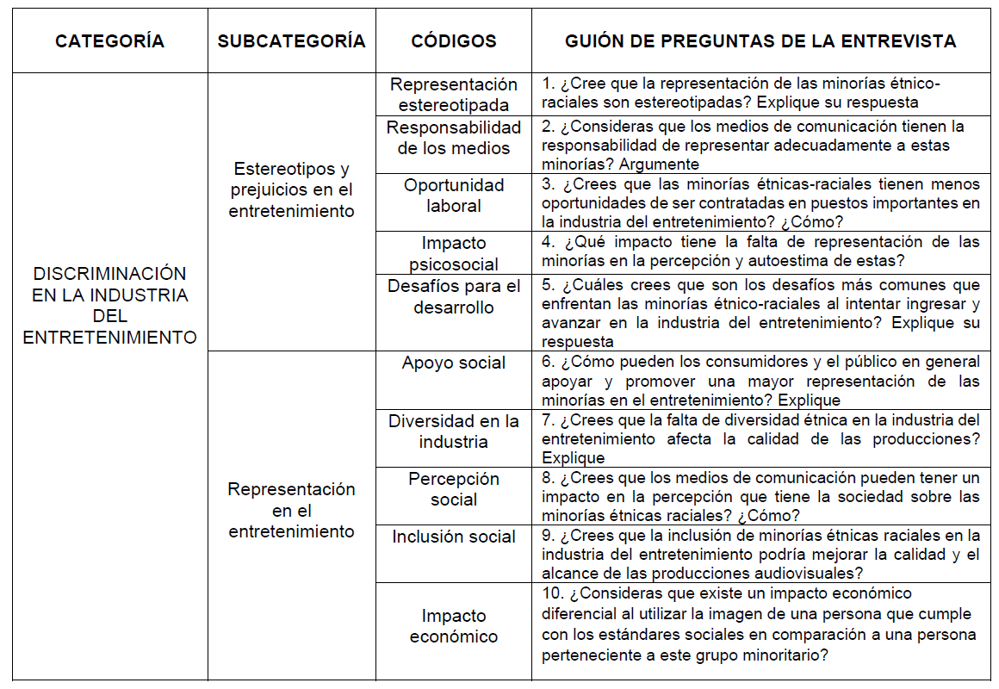 CATEGORÍA
SUBCATEGORÍA
CÓDIGOS
GUIÓN DE PREGUNTAS DE LA ENTREVISTA
DISCRIMINACIÓN
EN LA INDUSTRIA
DEL
ENTRETENIMIENTO
Estereotipos y
prejuicios en el
entretenimiento
Representación
estereotipada
1. ¿Cree que la representación de las minorías étnico-
raciales son estereotipadas? Explique su respuesta
Responsabilidad
de los medios
2. ¿Consideras que los medios de comunicación tienen la
responsabilidad de representar adecuadamente a estas
minorías? Argumente
Oportunidad
laboral
3. ¿Crees que las minorías étnicas-raciales tienen menos
oportunidades de ser contratadas en puestos importantes en
la industria del entretenimiento? ¿Cómo?
Impacto
psicosocial
4. ¿Qué impacto tiene la falta de representación de las
minorías en la percepción y autoestima de estas?
Desafíos para el
desarrollo
5. ¿Cuáles crees que son los desafíos más comunes que
enfrentan las minorías étnico-raciales al intentar ingresar y
avanzar en la industria del entretenimiento? Explique su
respuesta
Representación
en el
entretenimiento
Apoyo social
6. ¿Cómo pueden los consumidores y el público en general
apoyar y promover una mayor representación de las
minorías en el entretenimiento? Explique
Diversidad en la
industria
7. ¿Crees que la falta de diversidad étnica en la industria del
entretenimiento afecta la calidad de las producciones?
Explique
Percepción
social
8. ¿Crees que los medios de comunicación pueden tener un
impacto en la percepción que tiene la sociedad sobre las
minorías étnicas raciales? ¿Cómo?
Inclusión social
9. ¿Crees que la inclusión de minorías étnicas raciales en la
industria del entretenimiento podría mejorar la calidad y el
alcance de las producciones audiovisuales?
Impacto
económico
10. ¿Consideras que existe un impacto económico
diferencial al utilizar la imagen de una persona que cumple
con los estándares sociales en comparación a una persona
perteneciente a este grupo minoritario?